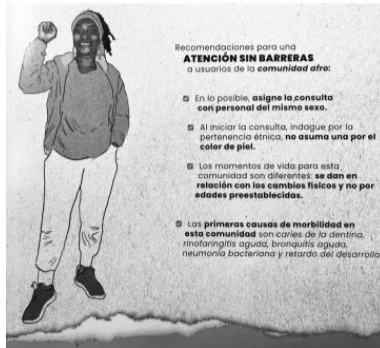 Recomendaciones para una
ATENCIÓN SIN BARRERAS
a usuarios de la comunidad afro:
En lo posible, asigne la consulta
con personal del mismo sexo.
Al iniciar la consulta, indague por la
pertenencia étnica, no asuma una por el
color de piel.
Los momentos de vida para esta
comunidad son diferentes: se dan en
relación con los cambios físicos y no por
edades preestablecidas.
Las primeras causas de morbilidad en
esta comunidad son caries de la dentina,
rinofaringitis aguda, bronquitis aguda,
neumonía bacteriana y retardo del desarrollo